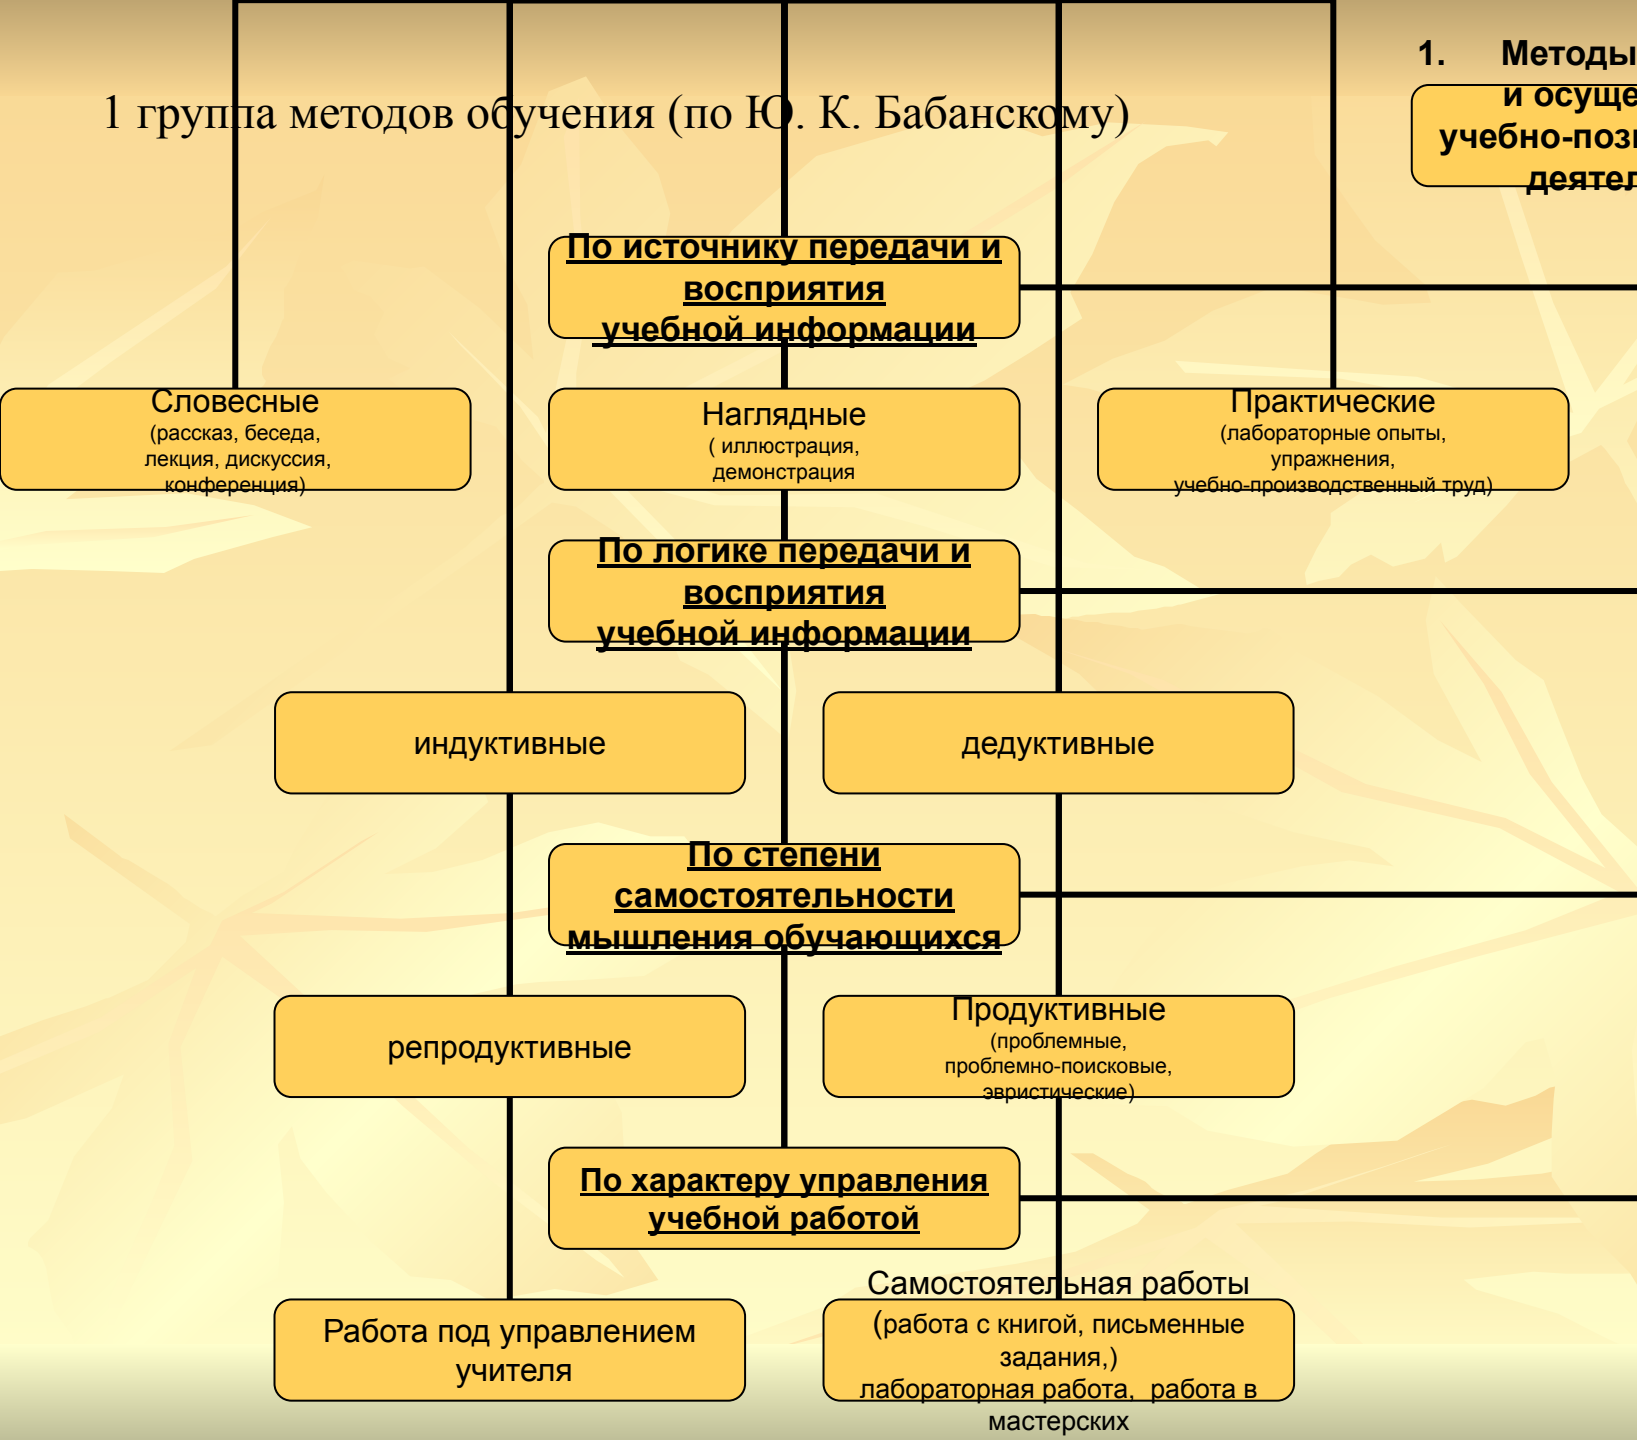 1. Методы
и осуще
учебно-позн
деятел
1 группа методов обучения (по Ю. К. Бабанскому)
По источнику передачи и
восприятия
учебной информации
Словесные
(рассказ, беседа,
лекция, дискуссия,
конференция)
Наглядные
( иллюстрация,
демонстрация
Практические
(лабораторные опыты,
упражнения,
учебно-производственный труд)
По логике передачи и
восприятия
учебной информации
индуктивные
дедуктивные
По степени
самостоятельности
мышления обучающихся
репродуктивные
Продуктивные
(проблемные,
проблемно-поисковые,
эвристические)
По характеру управления
учебной работой
Работа под управлением
учителя
Самостоятельная работы
(работа с книгой, письменные
задания,)
лабораторная работа, работа в
мастерских